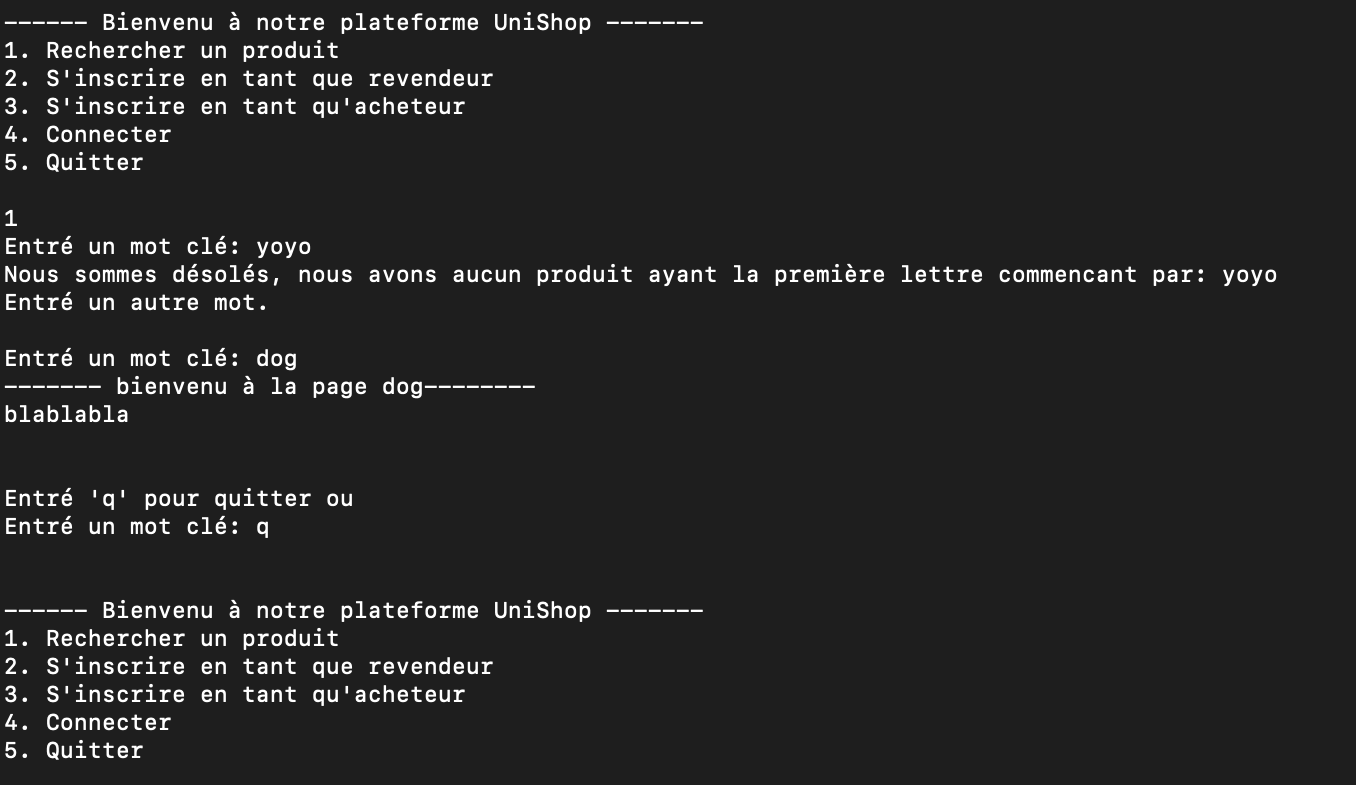 ------ Bienvenu à notre plateforme UniShop -------
1. Rechercher un produit
2. S'inscrire en tant que revendeur
3. S'inscrire en tant qu'acheteur
4. Connecter
5. Quitter
1
Entré un mot clé: yoyo
Nous sommes désolés, nous avons aucun produit ayant la première lettre commencant par: yoyo
Entré un autre mot.
Entré un mot clé: dog
------- bienvenu à la page dog--------
blablabla
Entré 'q' pour quitter ou
Entré un mot clé: q
------ Bienvenu à notre plateforme UniShop -------
1. Rechercher un produit
2. S'inscrire en tant que revendeur
3. S'inscrire en tant qu'acheteur
4. Connecter
5. Quitter